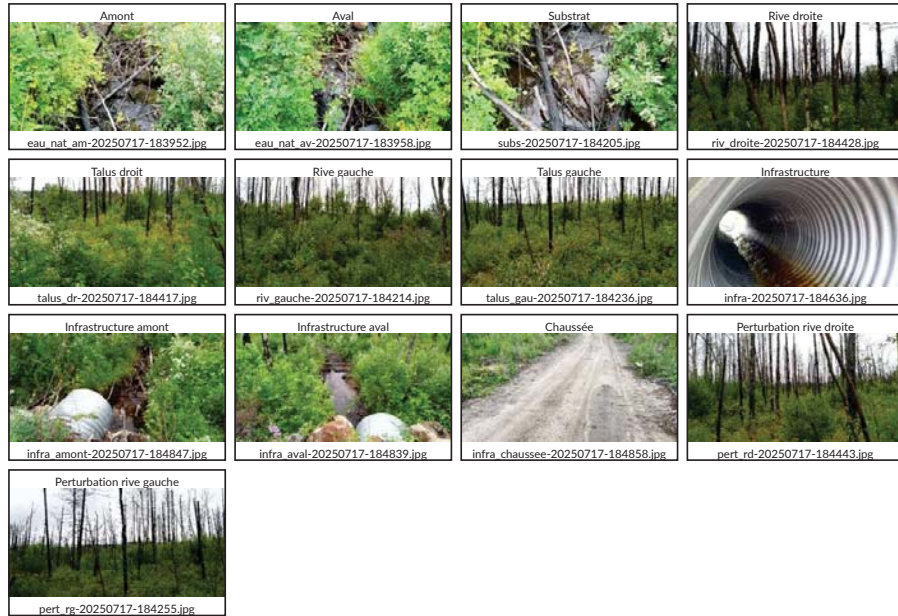 Amont
eau_nat_am-20250717-183952.jpg
Aval
eau_nat_av-20250717-183958.jpg
Substrat
subs-20250717-184205.jpg
Rive droite
riv_droite-20250717-184428.jpg
Talus droit
talus_dr-20250717-184417.jpg
Rive gauche
riv_gauche-20250717-184214.jpg
Talus gauche
talus_gau-20250717-184236.jpg
Infrastructure
infra-20250717-184636.jpg
Infrastructure amont
infra_amont-20250717-184847.jpg
Infrastructure aval
infra_aval-20250717-184839.jpg
Chaussée
infra_chaussee-20250717-184858.jpg
Perturbation rive droite
pert_rd-20250717-184443.jpg
Perturbation rive gauche
pert_rg-20250717-184255.jpg